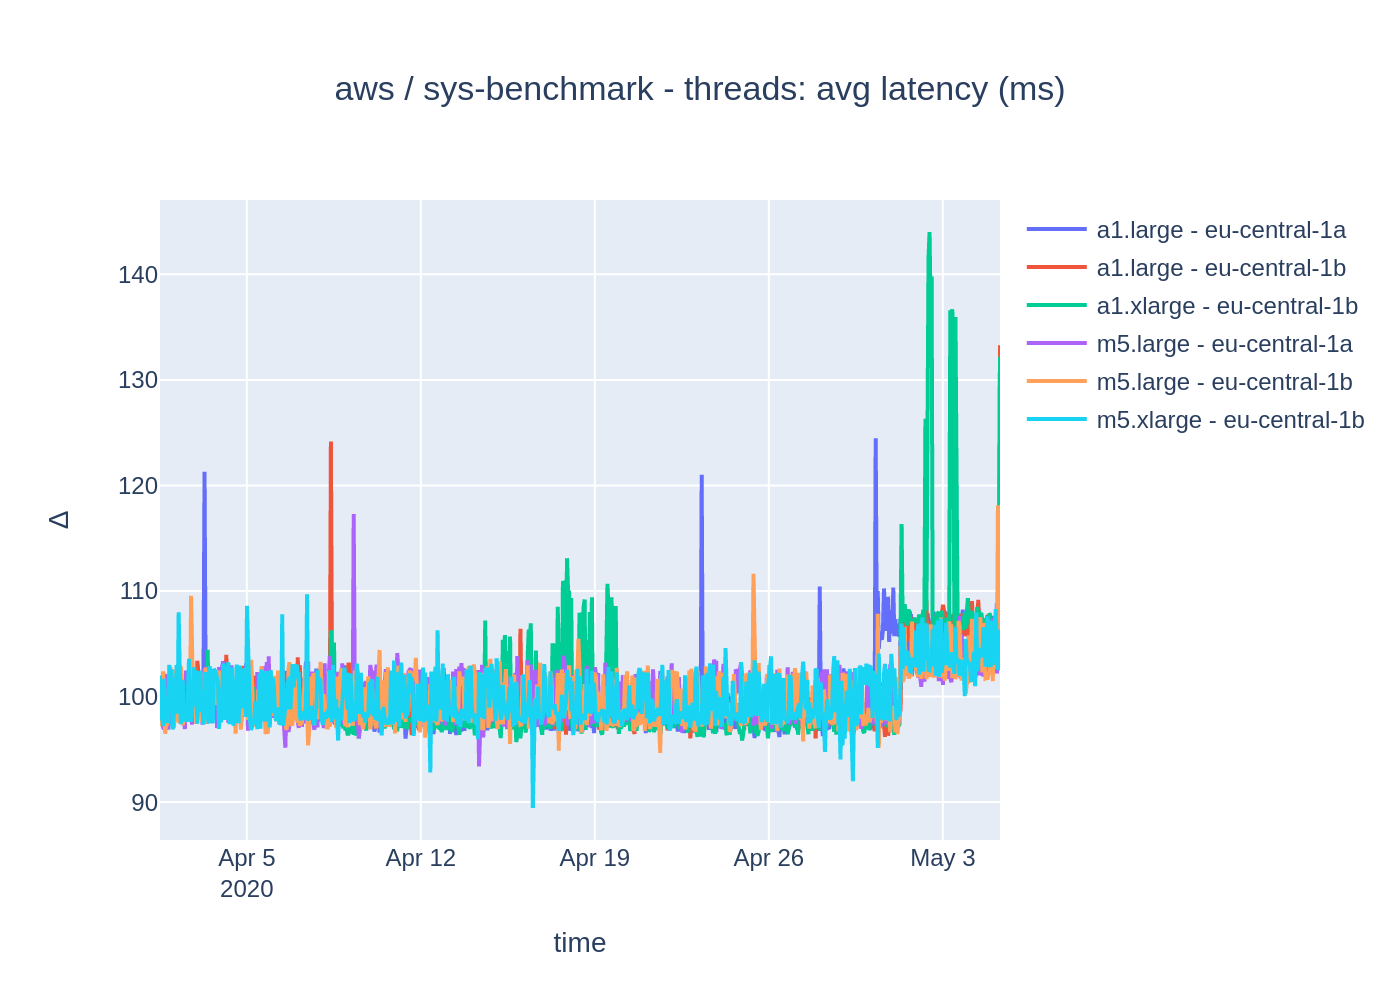 aws / sys-benchmark - threads: avg latency (ms)
a1.large - eu-central-1a
a1.large - eu-central-1b
a1.xlarge - eu-central-1b
m5.large - eu-central-1a
m5.large - eu-central-1b
m5.xlarge - eu-central-1b
140
130
120
110
100
90
Δ
Apr 5
2020
Apr 12
Apr 19
Apr 26
May 3
time